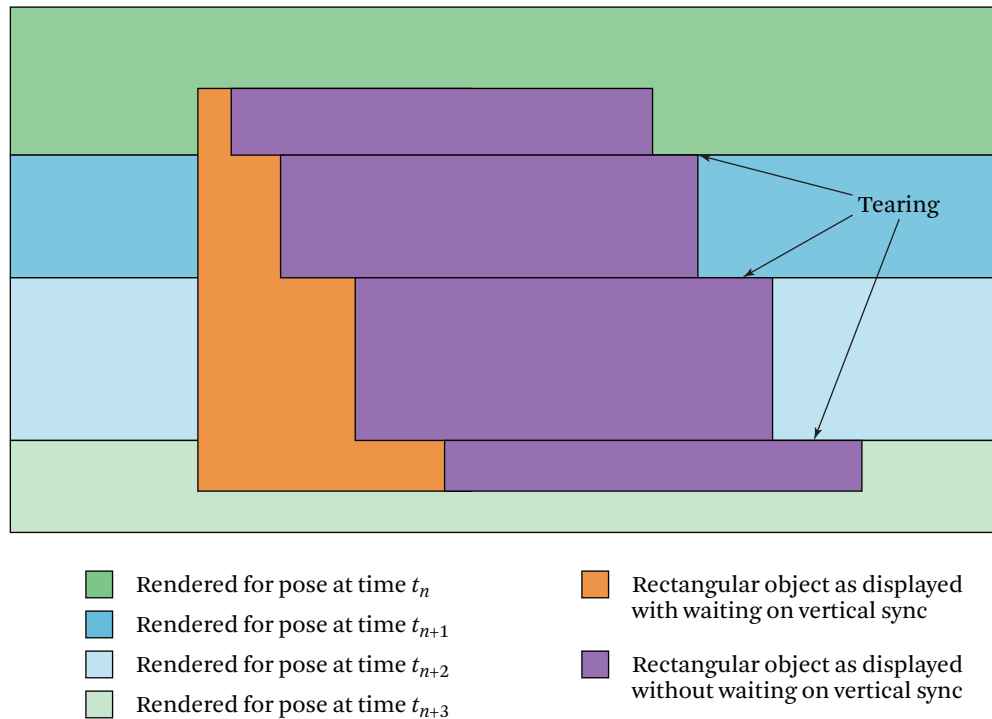 Tearing
Rendered for pose at time tₙ
Rendered for pose at time tₙ₊₁
Rendered for pose at time tₙ₊₂
Rendered for pose at time tₙ₊₃
Rectangular object as displayed
with waiting on vertical sync
Rectangular object as displayed
without waiting on vertical sync